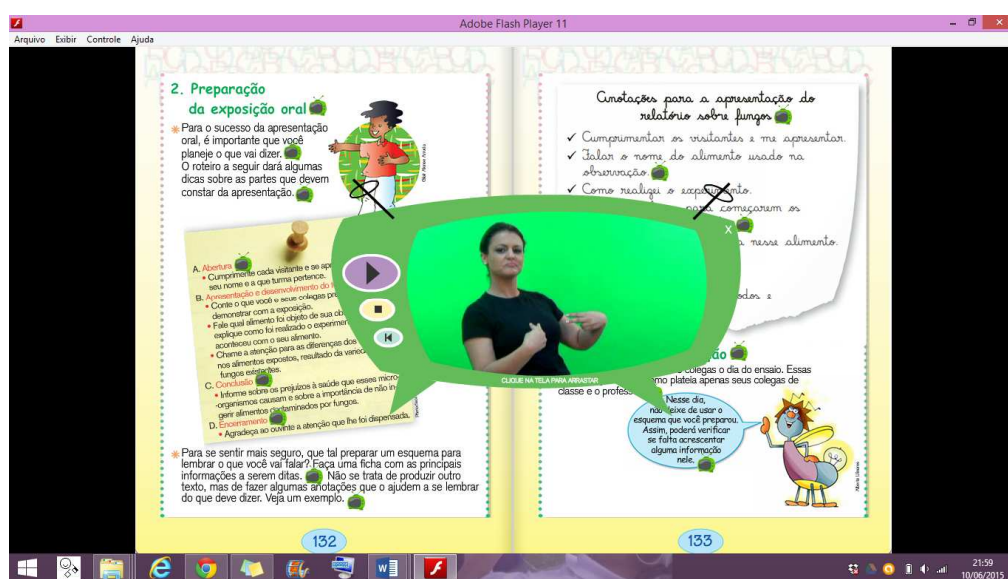 Adobe Flash Player 11
Arquivo Exibir Controle Ajuda
2. Preparação
da exposição oral
Para o sucesso da apresentação
oral, é importante que você
planeje o que vai dizer.
O roteiro a seguir dará algumas
dicas sobre as partes que devem
constar da apresentação.
A. Abertura
• Cumprimente cada visitante e se
seu nome e a que turma pertence.
B. Apresentação e desenvolvimento do
• Conte o que você e seus colegas
demonstrar com a exposição.
• Fale qual alimento foi objeto de sua
explique como foi realizado o
aconteceu com o seu alimento.
• Chame a atenção para as diferenças dos
nos alimentos expostos, resultado da
fungos existentes.
C. Conclusão
• Informe sobre os prejuízos à saúde que esses micro-
-organismos causam e sobre a importância de não in-
gerir alimentos contaminados por fungos.
D. Encerramento
• Agradeça ao ouvinte a atenção que lhe foi dispensada.
Para se sentir mais seguro, que tal preparar um esquema para
lembrar o que você vai falar? Faça uma ficha com as principais
informações a serem ditas. Não se trata de produzir outro
texto, mas de fazer algumas anotações que o ajudem a se lembrar
do que deve dizer. Veja um exemplo.
132
Anotações para a apresentação do
relatório sobre fungos
✓ Cumprimentar os visitantes e me apresentar.
✓ Falar o nome do alimento usado na
observação.
✓ Como realizei o experimento.
para começarem os
nesse alimento.
e
X
CLIQUE NA TELA PARA ARRASTAR
colegas o dia do ensaio. Essas
como plateia apenas seus colegas de
classe e o
Nesse dia,
não deixe de usar o
esquema que você preparou.
Assim, poderá verificar
se falta acrescentar
alguma informação
nele.
133
21:59
10/06/2015